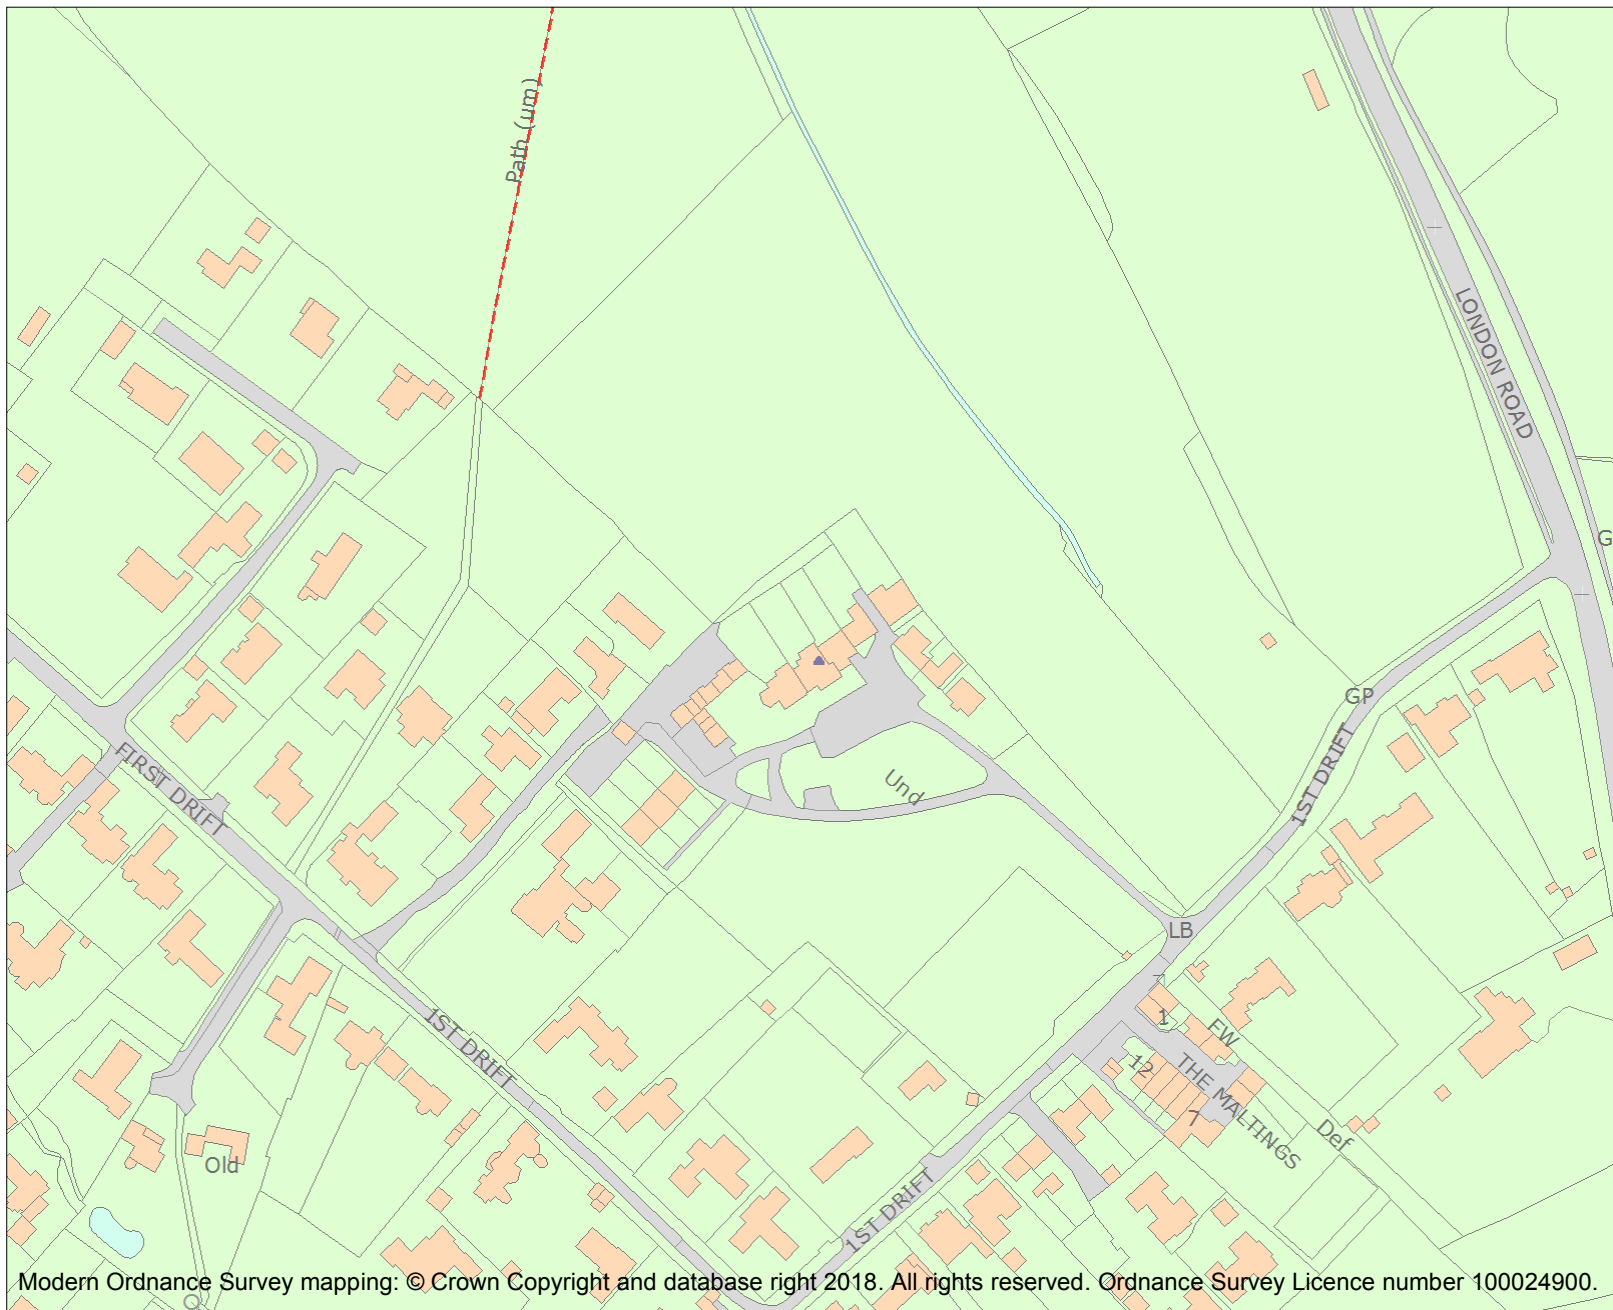 Path (um)
LONDON ROAD
G
GP
1ST DRIFT
FIRST DRIFT
Und
LB
1
FW
12
THE MALTINGS
7
Def
1ST DRIFT
Old
1ST DRIFT
Modern Ordnance Survey mapping: © Crown Copyright and database right 2018. All rights reserved. Ordnance Survey Licence number 100024900.